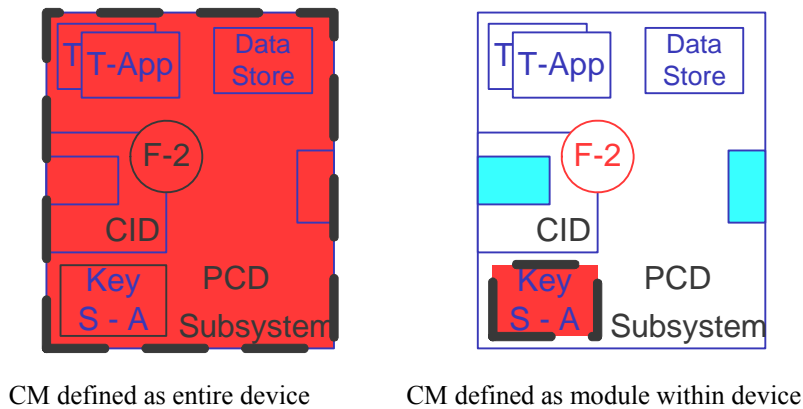 T
T-App
Data
Store
F-2
CID
Key
S - A
PCD
Subsystem
CM defined as entire device
T
T-App
Data
Store
F-2
CID
Key
S - A
PCD
Subsystem
CM defined as module within device